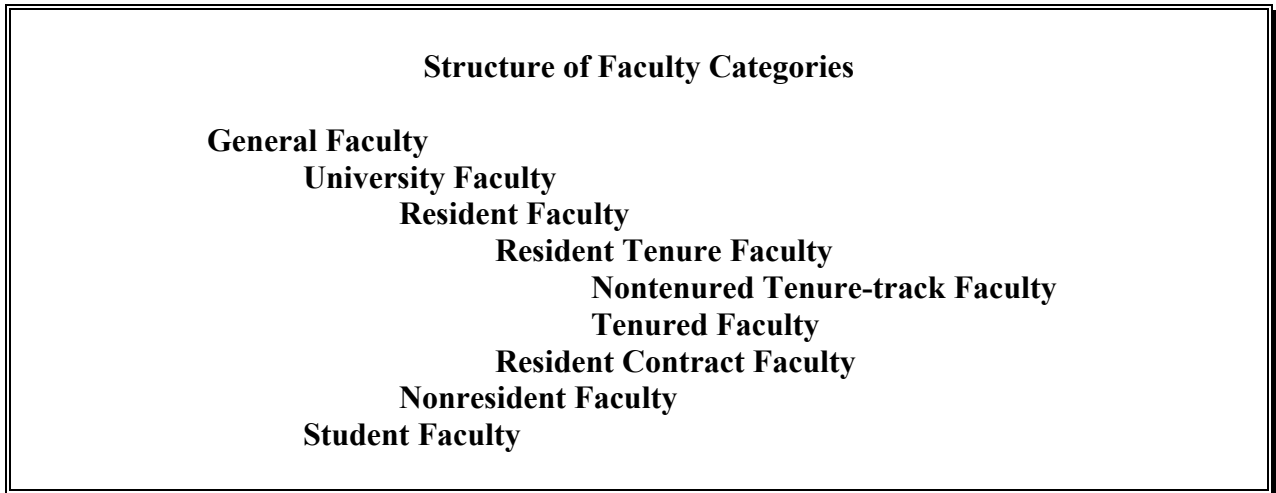 Structure of Faculty Categories
General Faculty
University Faculty
Resident Faculty
Resident Tenure Faculty
Nontenured Tenure-track Faculty
Tenured Faculty
Resident Contract Faculty
Nonresident Faculty
Student Faculty